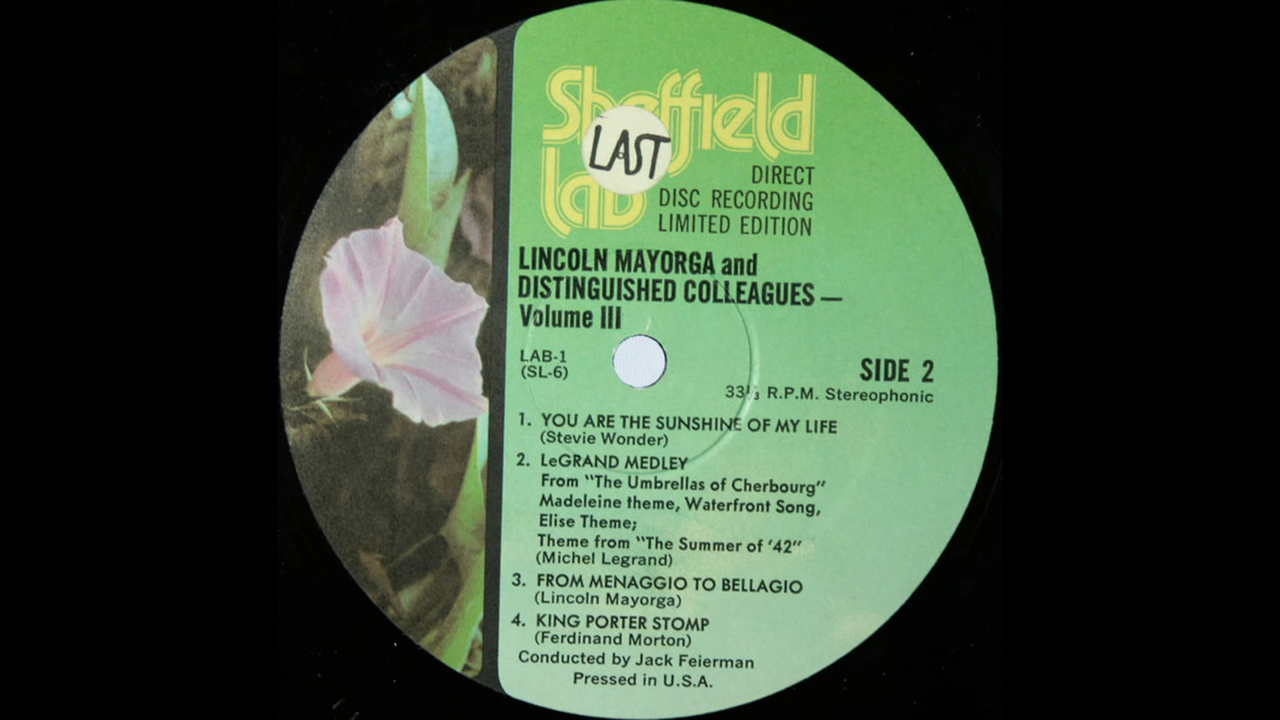 Sheffield
LAST
lab
DIRECT
DISC RECORDING
LIMITED EDITION
LINCOLN MAYORGA and
DISTINGUISHED COLLEAGUES —
Volume III
LAB-1
(SL-6)
SIDE 2
33⅓ R.P.M. Stereophonic
1. YOU ARE THE SUNSHINE OF MY LIFE
(Stevie Wonder)
2. LeGRAND MEDLEY
From "The Umbrellas of Cherbourg"
Madeleine theme, Waterfront Song,
Elise Theme;
Theme from "The Summer of '42"
(Michel Legrand)
3. FROM MENAGGIO TO BELLAGIO
(Lincoln Mayorga)
4. KING PORTER STOMP
(Ferdinand Morton)
Conducted by Jack Feierman
Pressed in U.S.A.